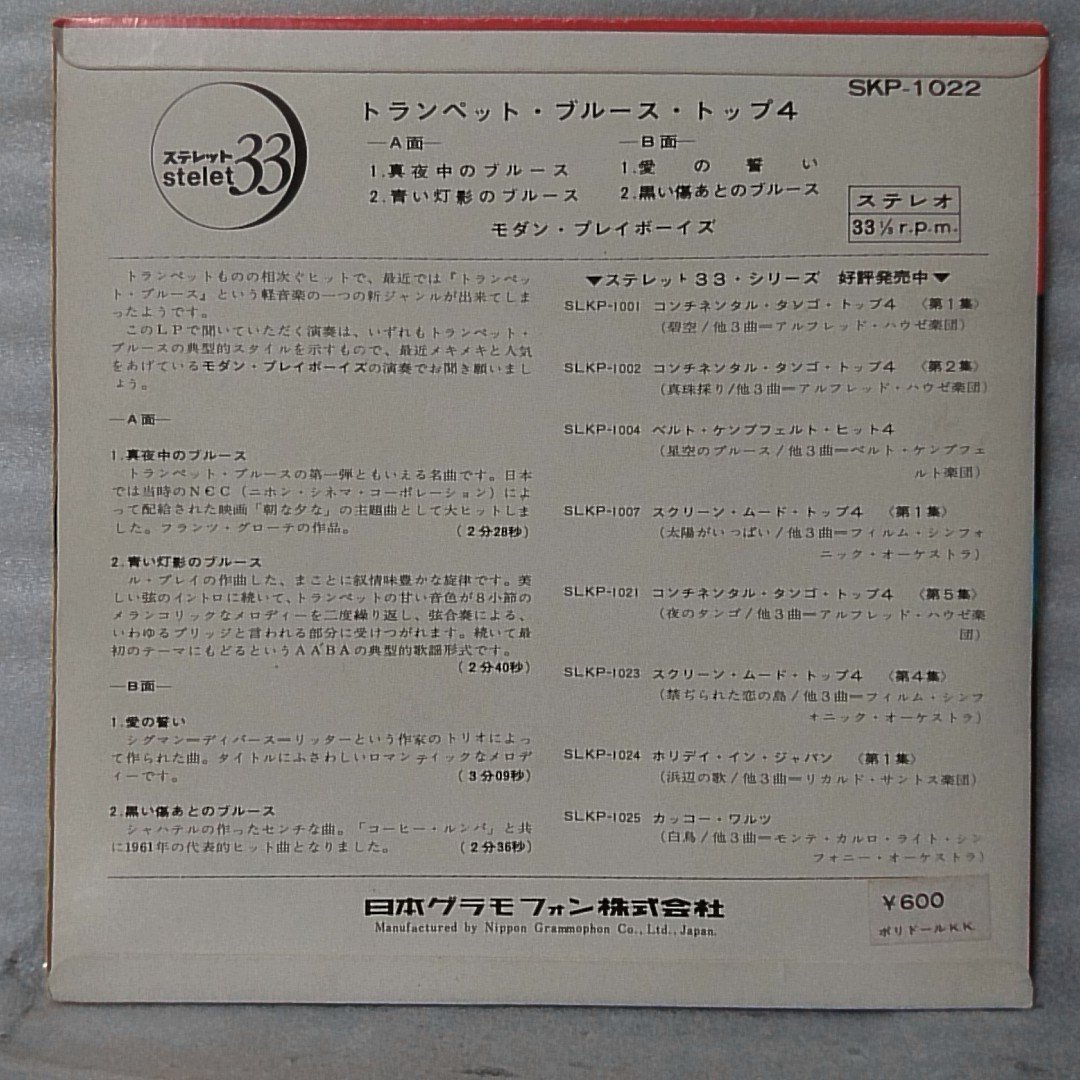 SKP-1022
ステレット
stelet 33
トランペット・ブルース・トップ4
—A面—
1.真夜中のブルース
2.青い灯影のブルース
—B面—
1.愛の誓い
2.黒い傷あとのブルース
モダン・プレイボーイズ
ステレオ
33⅓ r.p.m.
トランペットものの相次ぐヒットで、最近では『トランペッ
ト・ブルース』という軽音楽の一つの新ジャンルが出来てしま
ったようです。
このLPで聞いていただく演奏は、いずれもトランペット・
ブルースの典型的スタイルを示すもので、最近メキメキと人気
をあげているモダン・プレイボーイズの演奏でお聞き願いまし
ょう。
—A面—
1.真夜中のブルース
トランペット・ブルースの第一弾ともいえる名曲です。日本
では当時のNCC（ニホン・シネマ・コーポレーション）によ
って配給された映画「朝な夕な」の主題曲として大ヒットしま
した。フランツ・グローテの作品。
（2分28秒）
2.青い灯影のブルース
ル・プレイの作曲した、まことに叙情味豊かな旋律です。美
しい弦のイントロに続いて、トランペットの甘い音色が8小節の
メランコリックなメロディーを二度繰り返し、弦合奏による、
いわゆるブリッジと言われる部分に受けつがれます。続いて最
初のテーマにもどるというAA'BAの典型的歌謡形式です。
（2分40秒）
—B面—
1.愛の誓い
シグマン＝ディバース＝リッターという作家のトリオによっ
て作られた曲。タイトルにふさわしいロマンティックなメロデ
ィーです。
（3分09秒）
2.黒い傷あとのブルース
シャハテルの作ったセンチな曲。「コーヒー・ルンバ」と共
に1961年の代表的ヒット曲となりました。
（2分36秒）
▼ステレット33・シリーズ 好評発売中▼
SLKP-1001 コンチネンタル・タンゴ・トップ4 〈第1集〉
（碧空/他3曲＝アルフレッド・ハウゼ楽団）
SLKP-1002 コンチネンタル・タンゴ・トップ4 〈第2集〉
（真珠採り/他3曲＝アルフレッド・ハウゼ楽団）
SLKP-1004 ベルト・ケンプフェルト・ヒット4
（星空のブルース/他3曲＝ベルト・ケンプフェ
ルト楽団）
SLKP-1007 スクリーン・ムード・トップ4 〈第1集〉
（太陽がいっぱい/他3曲＝フィルム・シンフォ
ニック・オーケストラ）
SLKP-1021 コンチネンタル・タンゴ・トップ4 〈第5集〉
（夜のタンゴ/他3曲＝アルフレッド・ハウゼ楽
団）
SLKP-1023 スクリーン・ムード・トップ4 〈第4集〉
（禁じられた恋の島/他3曲＝フィルム・シンフ
ォニック・オーケストラ）
SLKP-1024 ホリデイ・イン・ジャパン 〈第1集〉
（浜辺の歌/他3曲＝リカルド・サントス楽団）
SLKP-1025 カッコー・ワルツ
（白鳥/他3曲＝モンテ・カルロ・ライト・シン
フォニー・オーケストラ）
日本グラモフォン株式会社
Manufactured by Nippon Grammophon Co., Ltd., Japan.
¥600
ポリドールK.K.